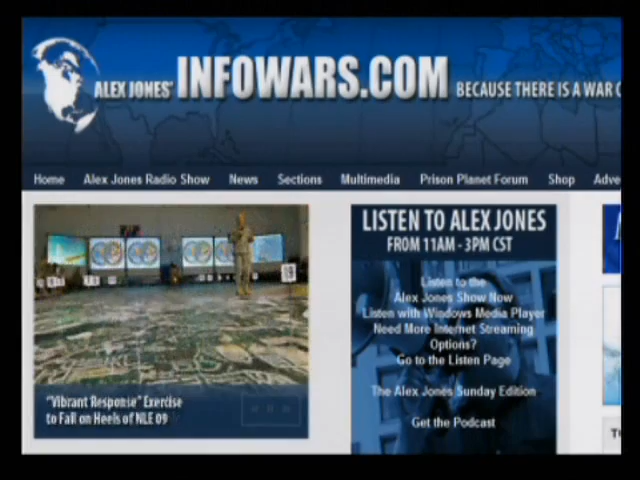 ALEX JONES' INFOWARS.COM BECAUSE THERE IS A WAR
Home Alex Jones Radio Show News Sections Multimedia Prison Planet Forum Shop Adve
LISTEN TO ALEX JONES
FROM 11AM - 3PM CST
Listen to the
Alex Jones Show Now
Listen with Windows Media Player
Need More Internet Streaming
Options?
Go to the Listen Page
The Alex Jones Sunday Edition
Get the Podcast
"Vibrant Response" Exercise
to Fall on Heels of NLE 09